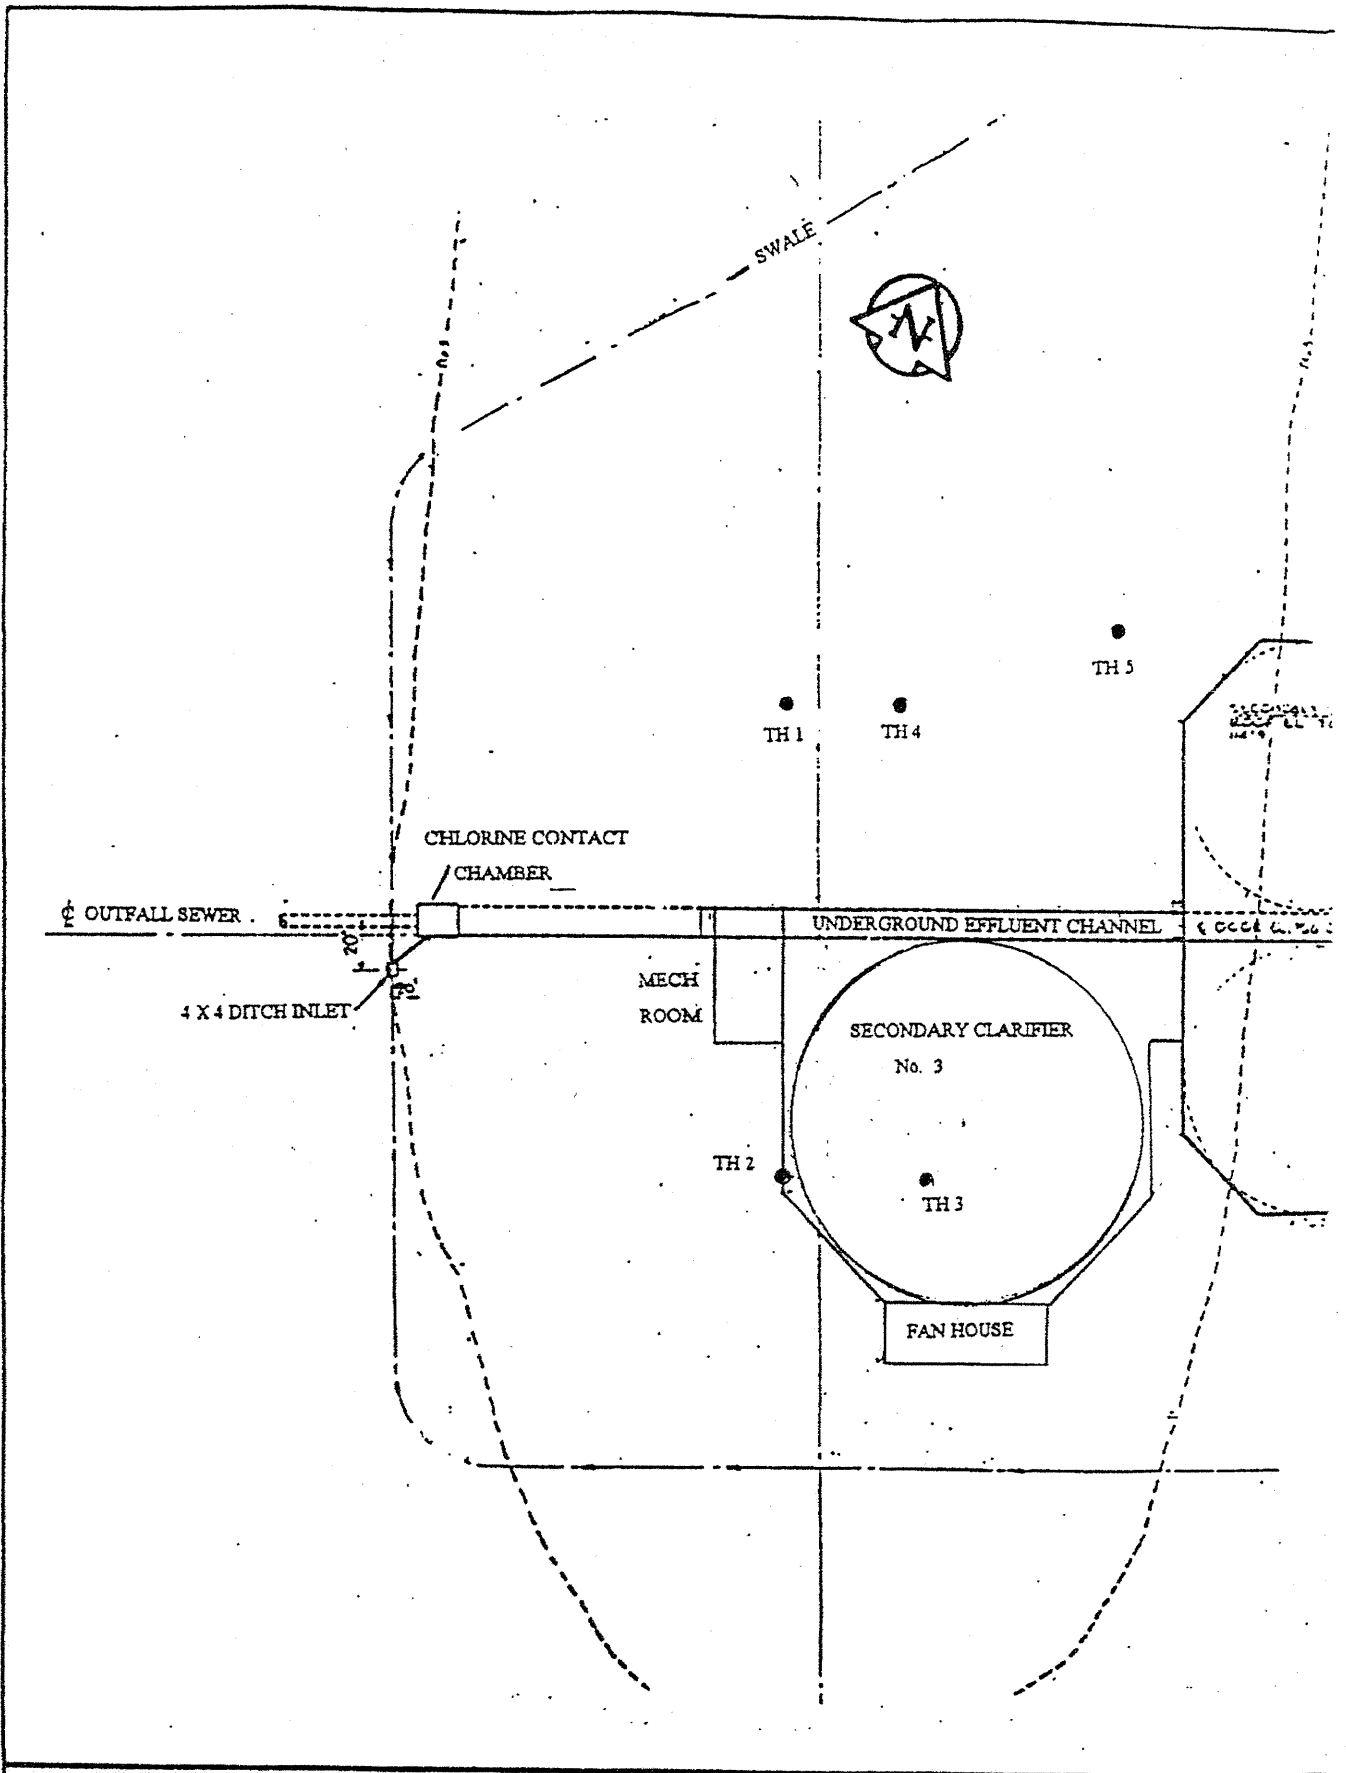 SWALE
N
TH 5
TH 1
TH 4
CHLORINE CONTACT
CHAMBER
℄ OUTFALL SEWER
UNDERGROUND EFFLUENT CHANNEL
20'
MECH
ROOM
4 X 4 DITCH INLET
SECONDARY CLARIFIER
No. 3
TH 2
TH 3
FAN HOUSE